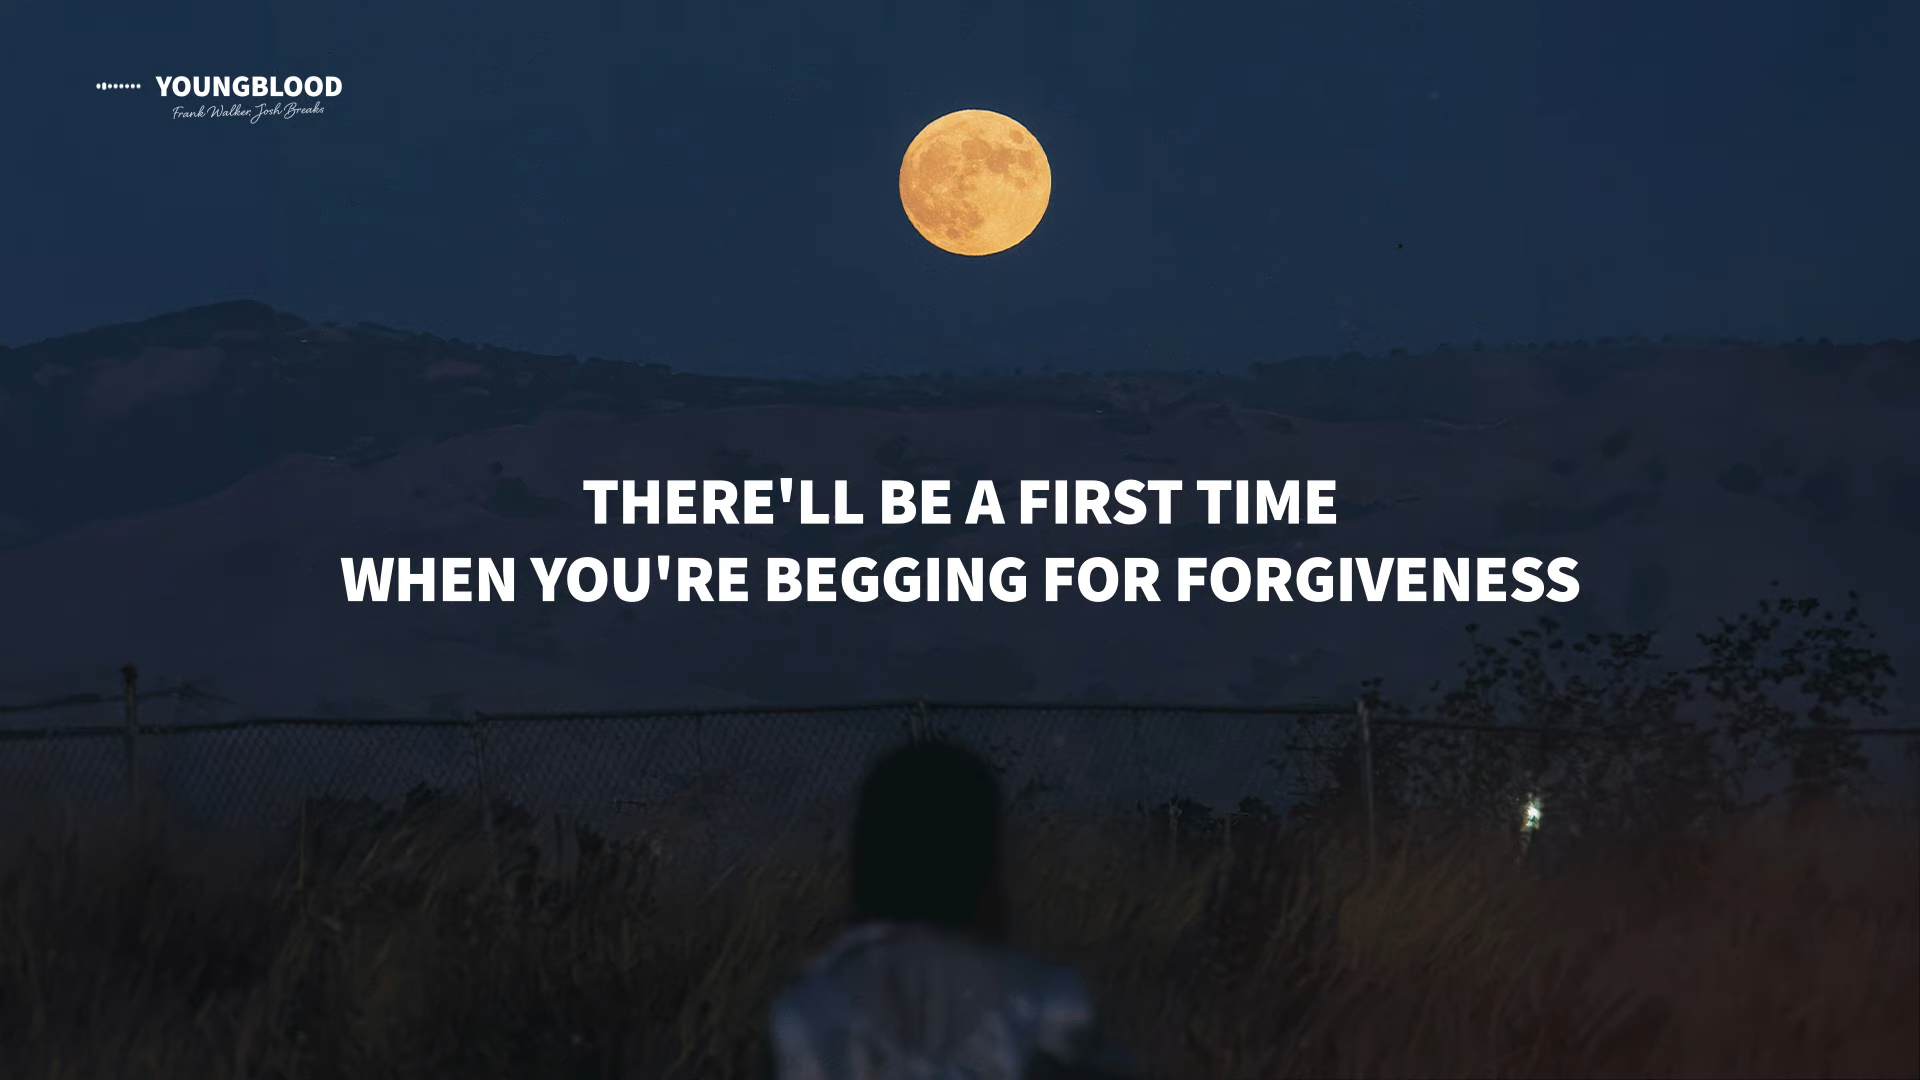 YOUNGBLOOD
Frank Walker, Josh Breaks
THERE'LL BE A FIRST TIME
WHEN YOU'RE BEGGING FOR FORGIVENESS